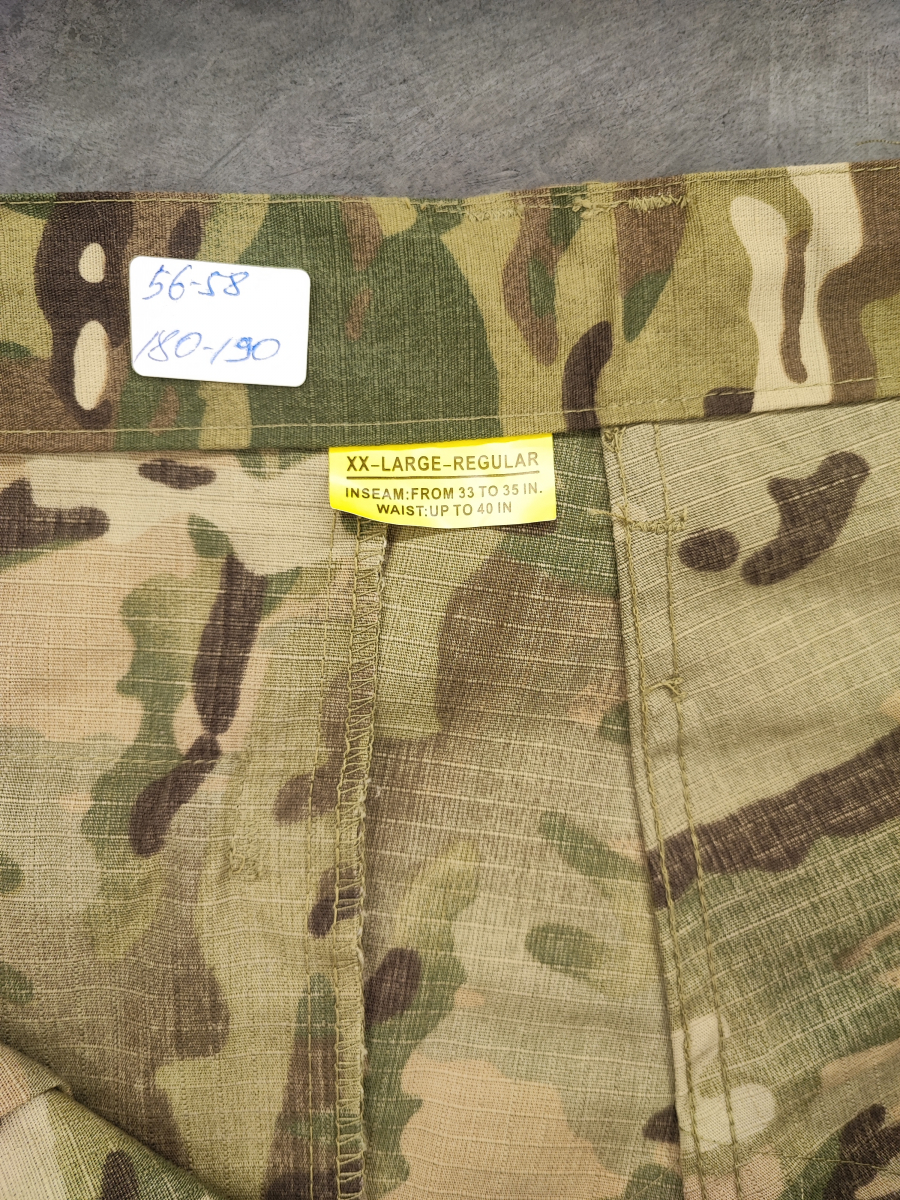 56-58
180-190
XX-LARGE-REGULAR
INSEAM:FROM 33 TO 35 IN.
WAIST:UP TO 40 IN